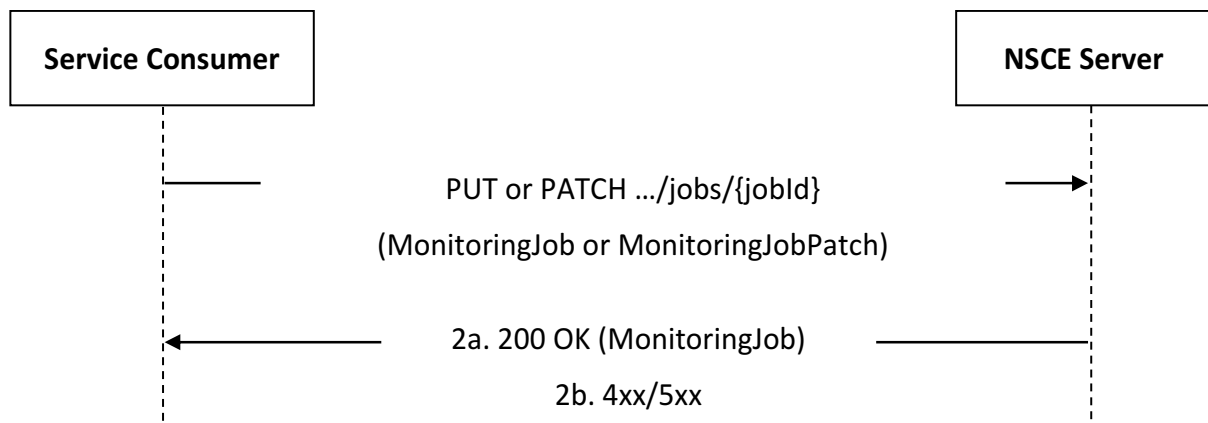 Service Consumer
NSCE Server
PUT or PATCH …/jobs/{jobId}
(MonitoringJob or MonitoringJobPatch)
2a. 200 OK (MonitoringJob)
2b. 4xx/5xx